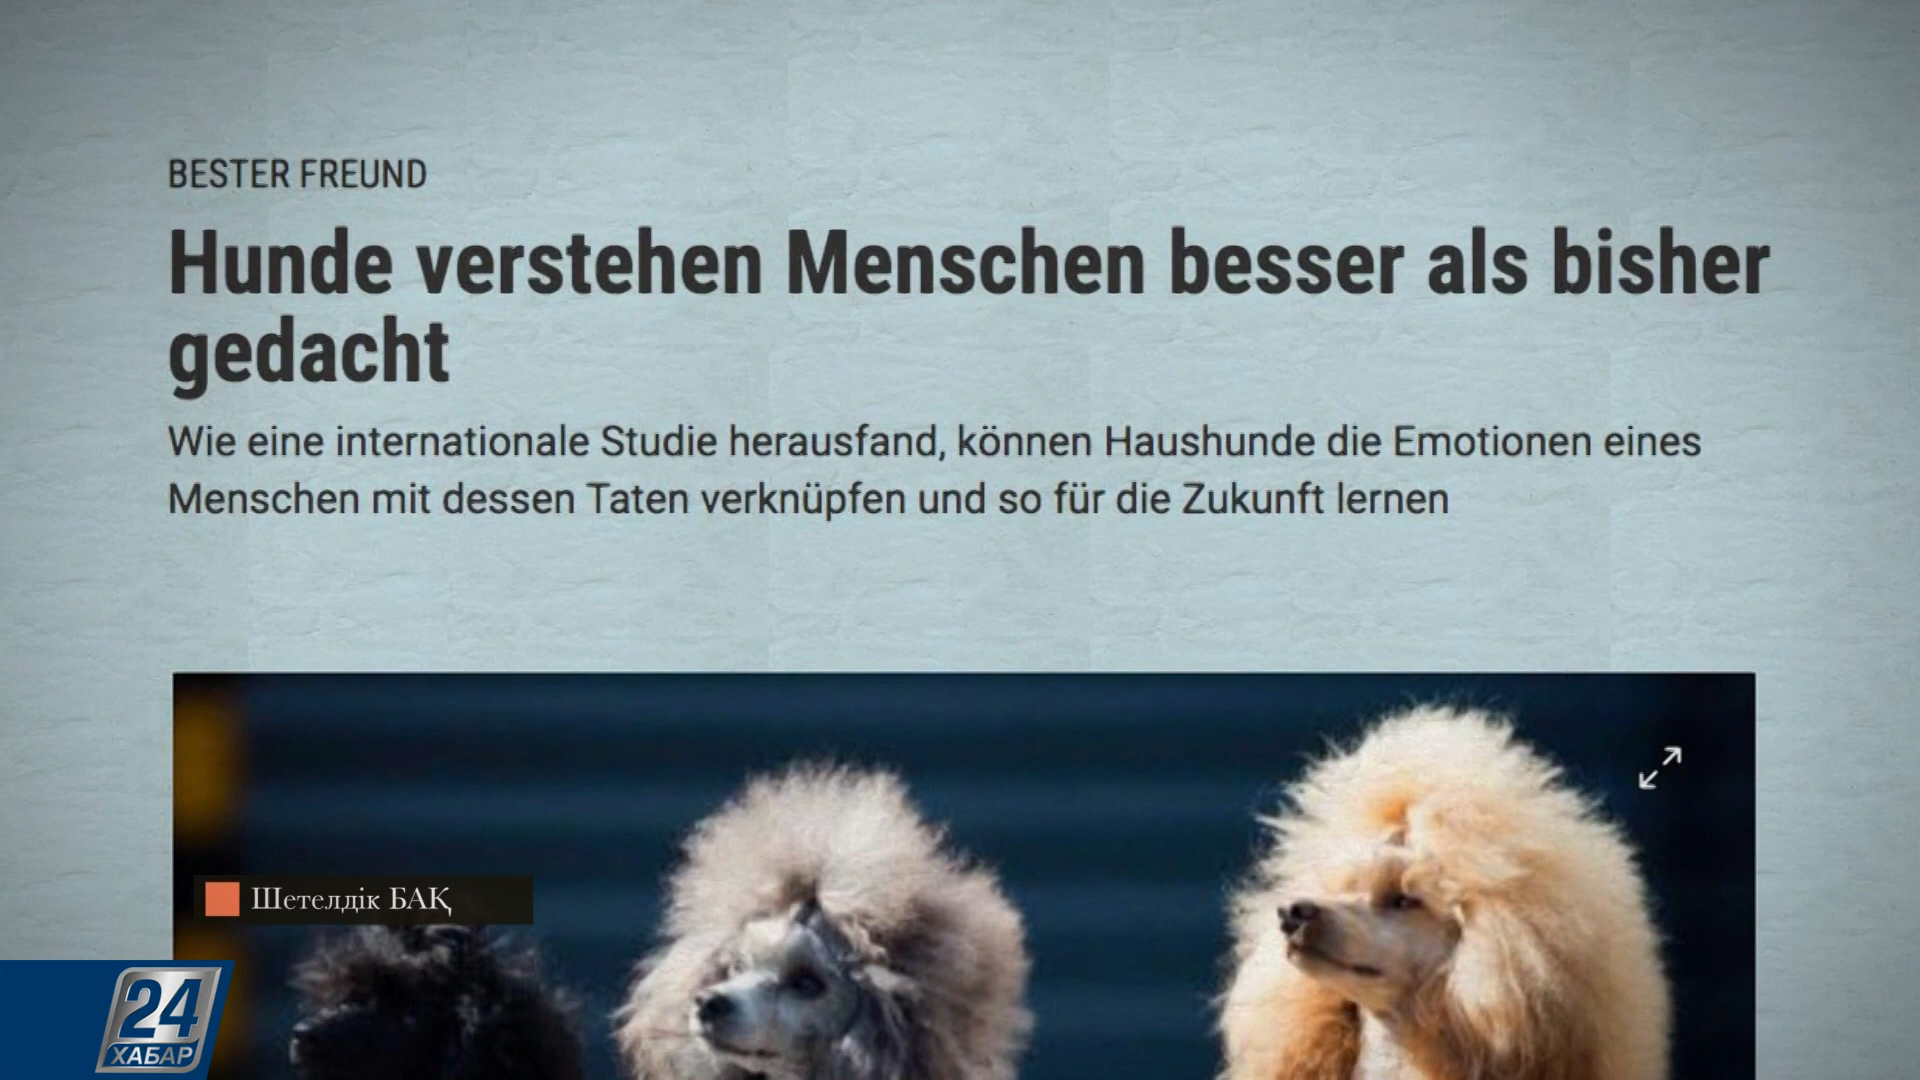 BESTER FREUND
Hunde verstehen Menschen besser als bisher
gedacht
Wie eine internationale Studie herausfand, können Haushunde die Emotionen eines
Menschen mit dessen Taten verknüpfen und so für die Zukunft lernen
Шетелдік БАҚ
24
ХАБАР